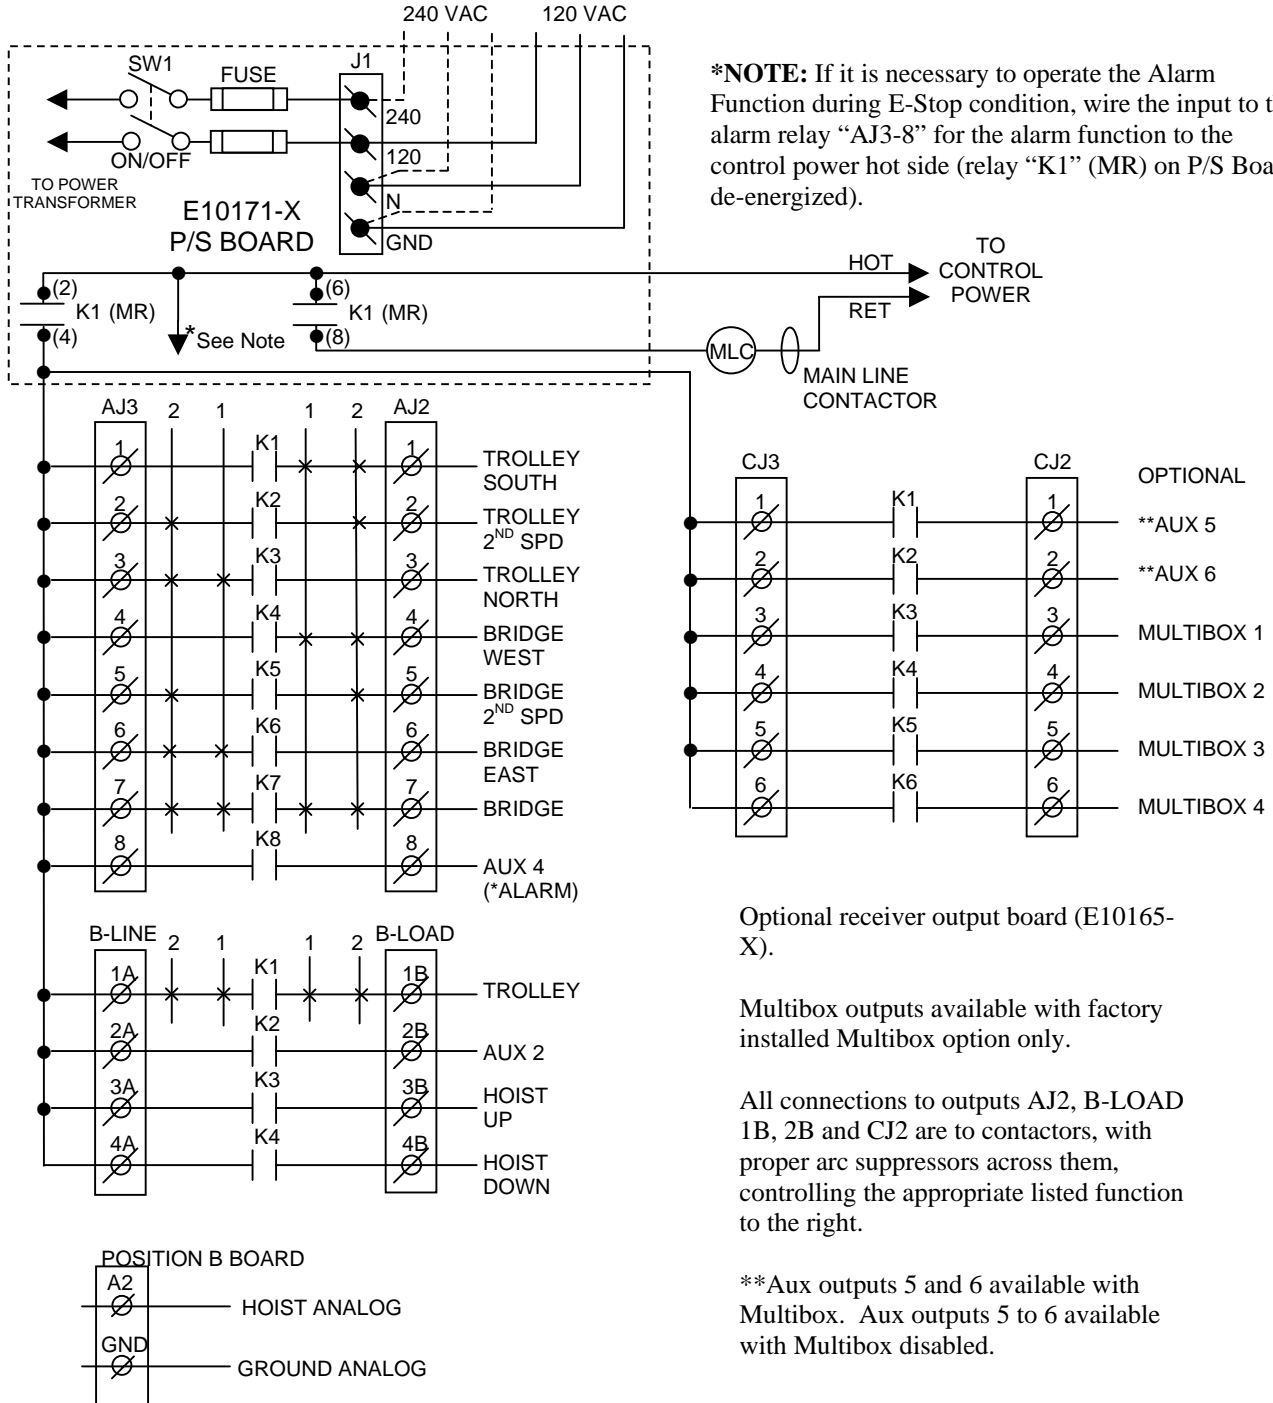 240 VAC
120 VAC
SW1
FUSE
J1
240
120
N
GND
ON/OFF
TO POWER
TRANSFORMER
E10171-X
P/S BOARD
*NOTE: If it is necessary to operate the Alarm
Function during E-Stop condition, wire the input to t
alarm relay “AJ3-8” for the alarm function to the
control power hot side (relay “K1” (MR) on P/S Boa
de-energized).
(2)
K1 (MR)
(4)
*See Note
(6)
K1 (MR)
(8)
HOT
RET
TO
CONTROL
POWER
MLC
MAIN LINE
CONTACTOR
AJ3 2 1 1 2 AJ2
1 K1 1 TROLLEY
SOUTH
2 K2 2 TROLLEY
2ND SPD
3 K3 3 TROLLEY
NORTH
4 K4 4 BRIDGE
WEST
5 K5 5 BRIDGE
2ND SPD
6 K6 6 BRIDGE
EAST
7 K7 7 BRIDGE
8 K8 8 AUX 4
(*ALARM)
CJ3 CJ2 OPTIONAL
1 K1 1 **AUX 5
2 K2 2 **AUX 6
3 K3 3 MULTIBOX 1
4 K4 4 MULTIBOX 2
5 K5 5 MULTIBOX 3
6 K6 6 MULTIBOX 4
B-LINE 2 1 1 2 B-LOAD
1A K1 1B TROLLEY
2A K2 2B AUX 2
3A K3 3B HOIST
UP
4A K4 4B HOIST
DOWN
POSITION B BOARD
A2 HOIST ANALOG
GND GROUND ANALOG
Optional receiver output board (E10165-
X).
Multibox outputs available with factory
installed Multibox option only.
All connections to outputs AJ2, B-LOAD
1B, 2B and CJ2 are to contactors, with
proper arc suppressors across them,
controlling the appropriate listed function
to the right.
**Aux outputs 5 and 6 available with
Multibox.  Aux outputs 5 to 6 available
with Multibox disabled.